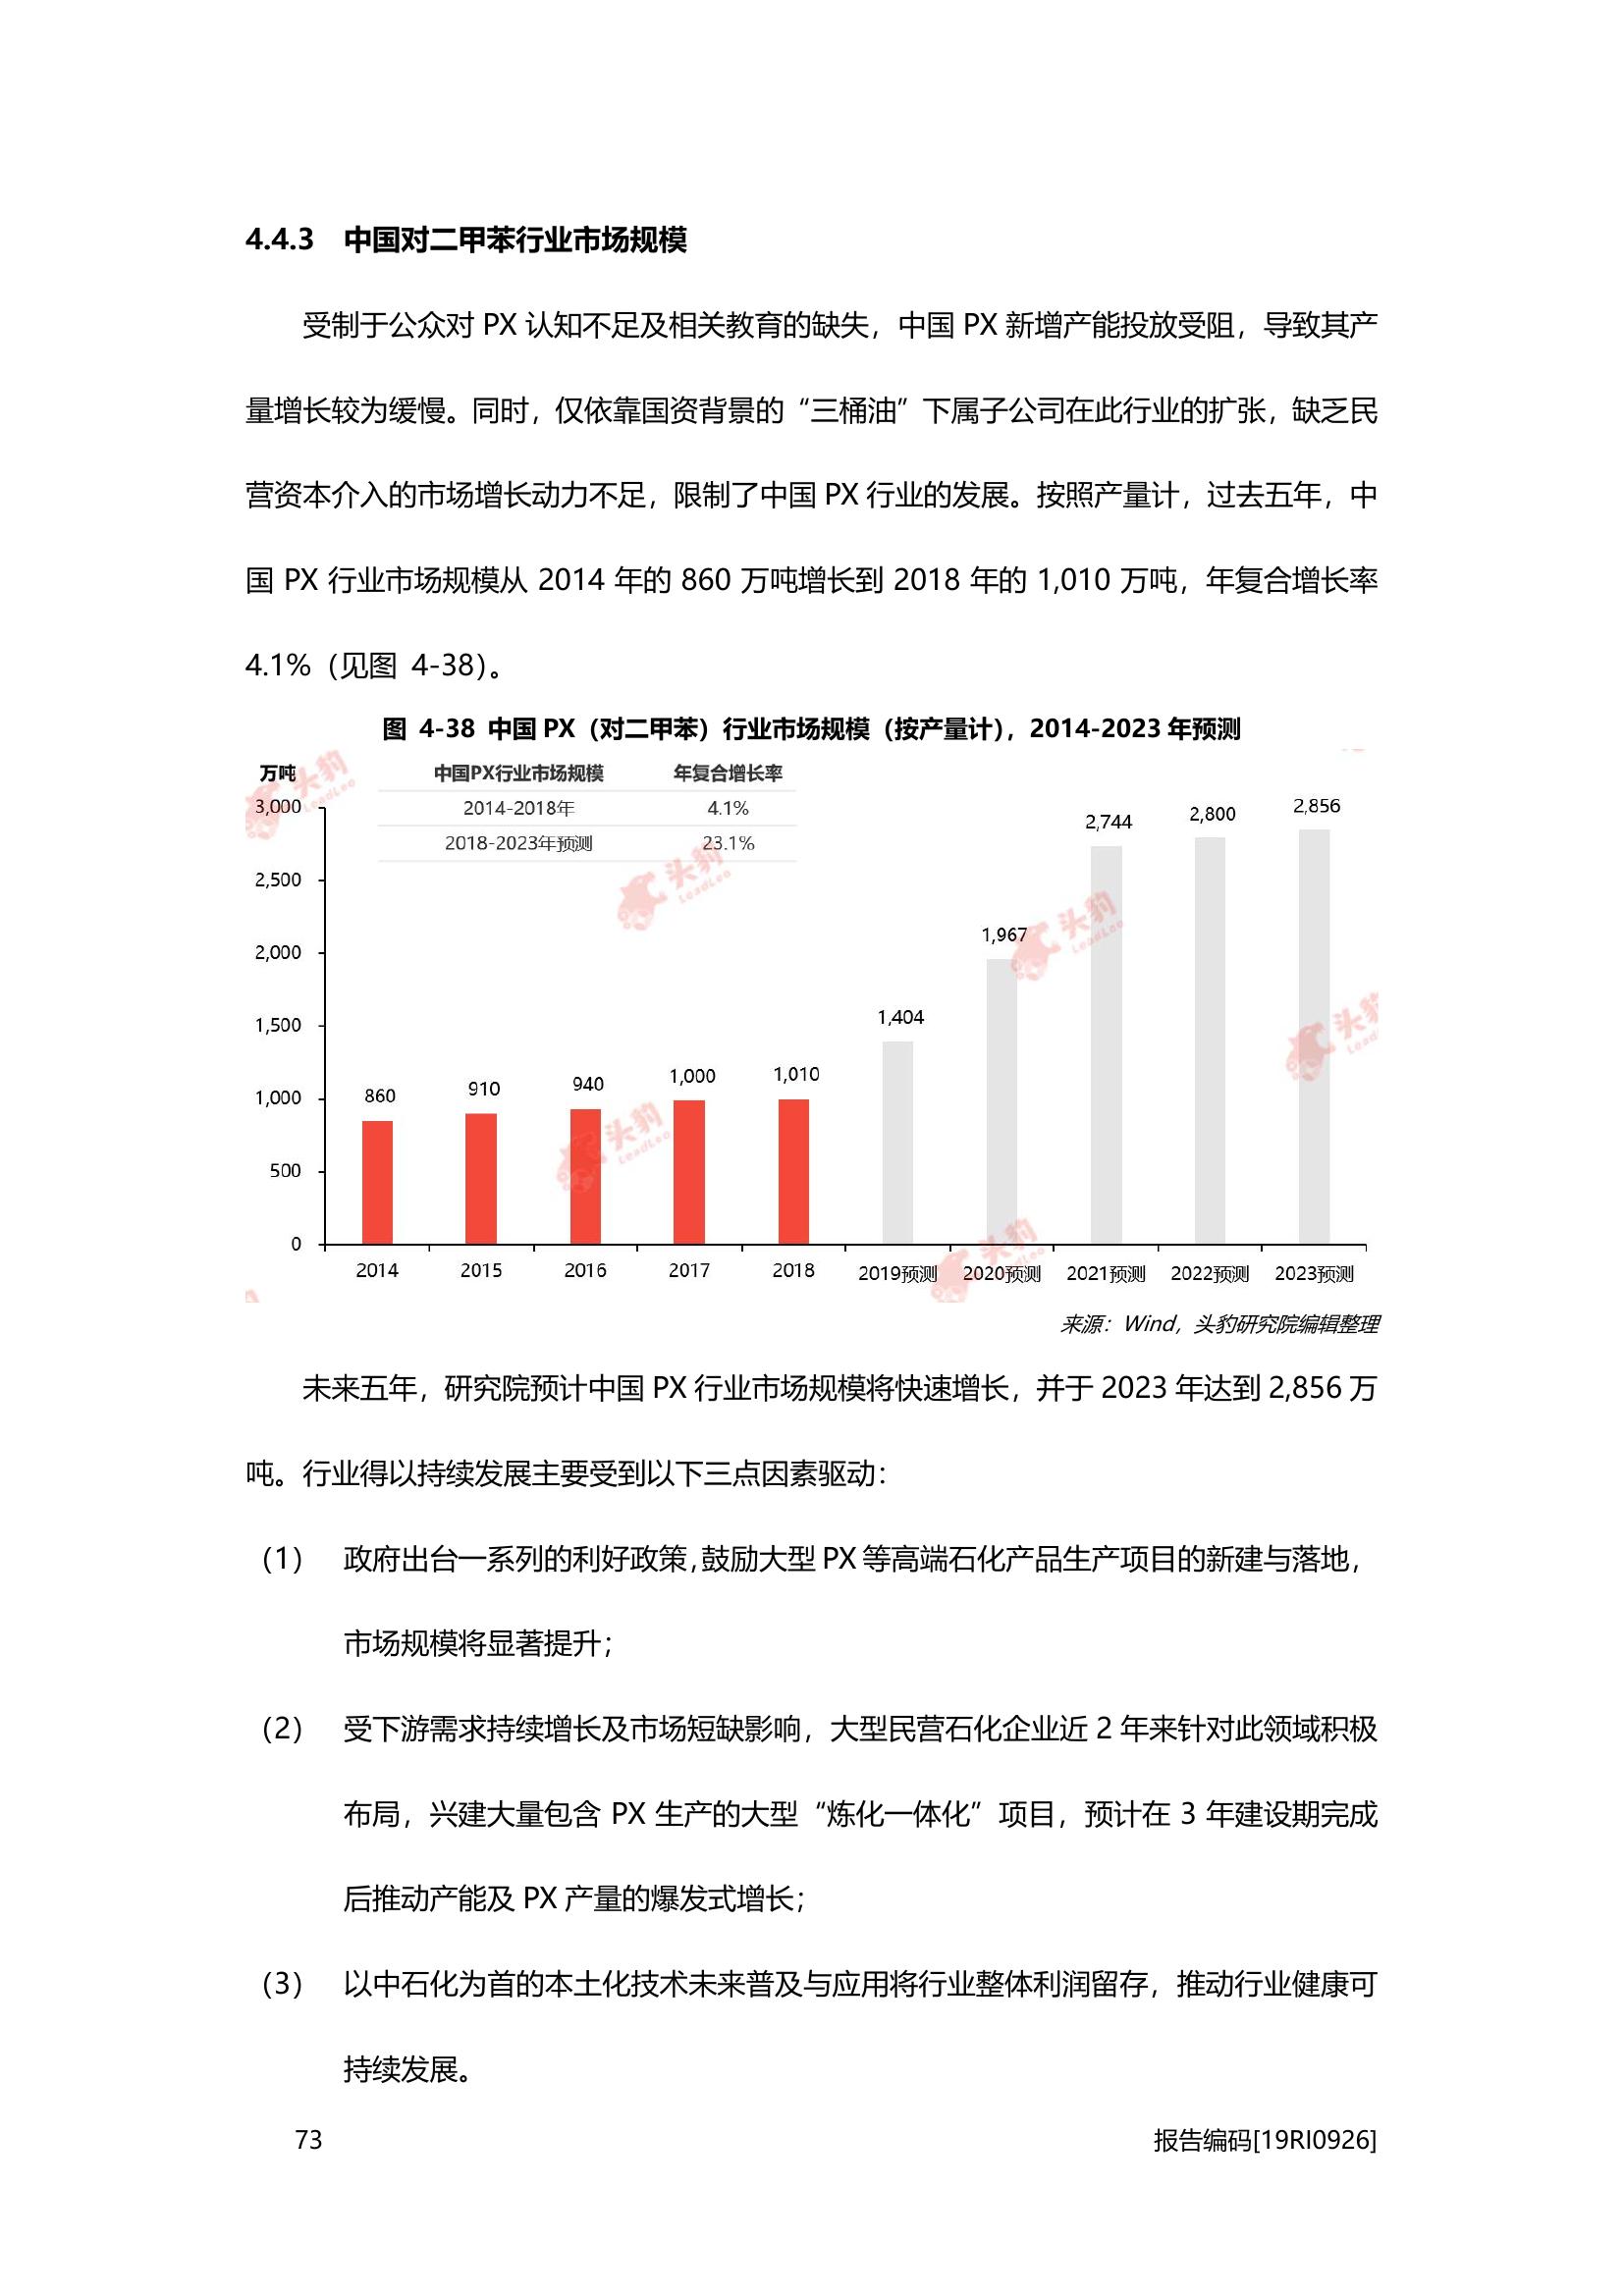 4.4.3 中国对二甲苯行业市场规模
受制于公众对 PX 认知不足及相关教育的缺失，中国 PX 新增产能投放受阻，导致其产
量增长较为缓慢。同时，仅依靠国资背景的“三桶油”下属子公司在此行业的扩张，缺乏民
营资本介入的市场增长动力不足，限制了中国 PX 行业的发展。按照产量计，过去五年，中
国 PX 行业市场规模从 2014 年的 860 万吨增长到 2018 年的 1,010 万吨，年复合增长率
4.1%（见图 4-38）。
图 4-38 中国 PX（对二甲苯）行业市场规模（按产量计），2014-2023 年预测
万吨
中国PX行业市场规模 年复合增长率
2014-2018年 4.1%
2018-2023年预测 23.1%
3,000
2,500
2,000
1,500
1,000
500
0
860
910
940
1,000
1,010
1,404
1,967
2,744
2,800
2,856
2014 2015 2016 2017 2018 2019预测 2020预测 2021预测 2022预测 2023预测
头豹
LeadLeo
头豹
LeadLeo
头豹
LeadLeo
头豹
Lead
头豹
LeadLeo
头豹
LeadLeo
来源：Wind，头豹研究院编辑整理
未来五年，研究院预计中国 PX 行业市场规模将快速增长，并于 2023 年达到 2,856 万
吨。行业得以持续发展主要受到以下三点因素驱动：
（1） 政府出台一系列的利好政策，鼓励大型 PX 等高端石化产品生产项目的新建与落地，
市场规模将显著提升；
（2） 受下游需求持续增长及市场短缺影响，大型民营石化企业近 2 年来针对此领域积极
布局，兴建大量包含 PX 生产的大型“炼化一体化”项目，预计在 3 年建设期完成
后推动产能及 PX 产量的爆发式增长；
（3） 以中石化为首的本土化技术未来普及与应用将行业整体利润留存，推动行业健康可
持续发展。
73 报告编码[19RI0926]